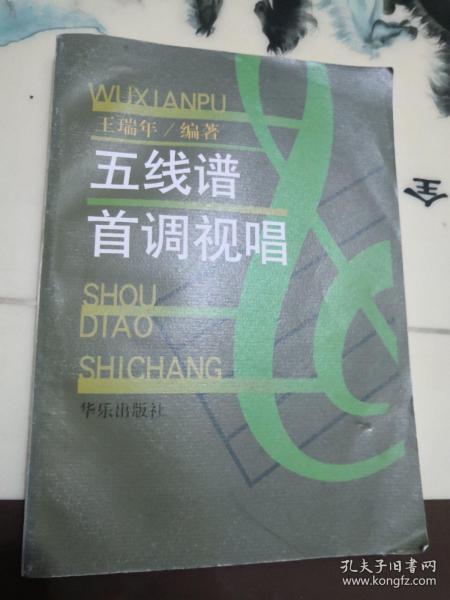 WUXIANPU
王瑞年/编著
五线谱
首调视唱
SHOU
DIAO
SHICHANG
华乐出版社
孔夫子旧书网
www.kongfz.com